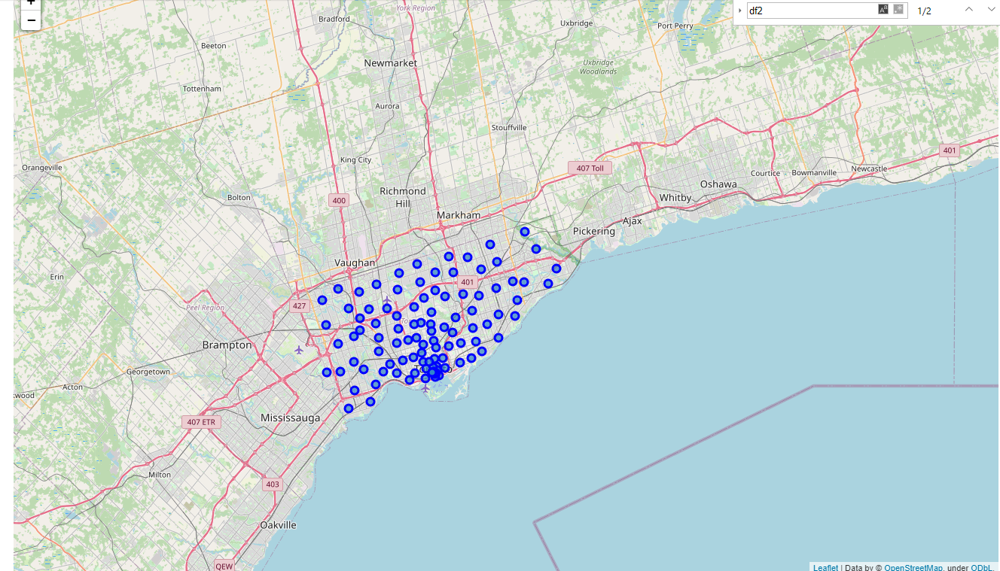 +
−
df2
1/2
York Region
Bradford
Uxbridge
Port Perry
Beeton
Newmarket
Uxbridge
Woodlands
Tottenham
Aurora
Stouffville
401
King City
Orangeville
407 Toll
Newcastle
Courtice
Bowmanville
Oshawa
Richmond
Hill
Bolton
400
Whitby
Markham
Ajax
Pickering
Vaughan
Erin
401
427
Peel Region
Brampton
Georgetown
Acton
kwood
Mississauga
407 ETR
Milton
403
Oakville
QEW
Leaflet | Data by © OpenStreetMap, under ODbL.